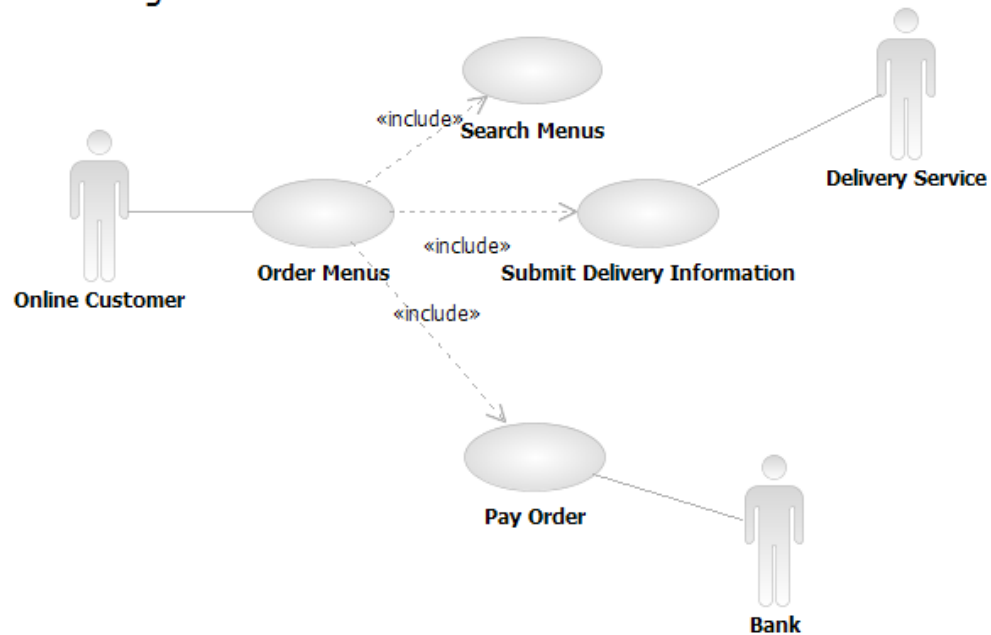 «include»
Search Menus
Delivery Service
«include»
Order Menus
Submit Delivery Information
Online Customer
«include»
Pay Order
Bank